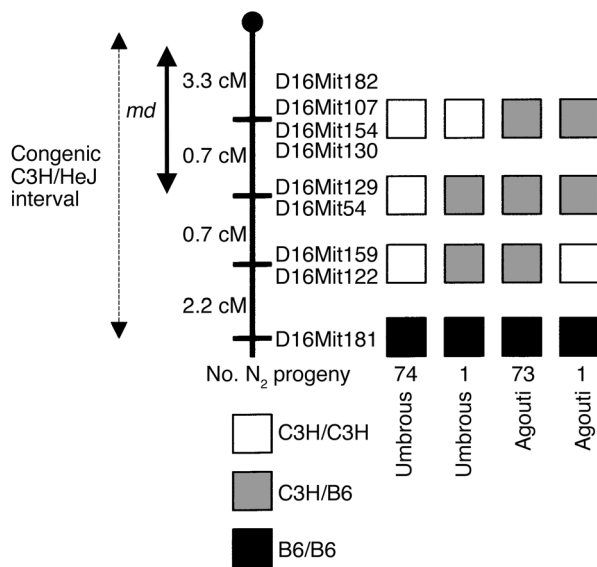 3.3 cM
D16Mit182
D16Mit107
D16Mit154
D16Mit130
md
0.7 cM
Congenic
C3H/HeJ
interval
D16Mit129
D16Mit54
0.7 cM
D16Mit159
D16Mit122
2.2 cM
D16Mit181
No. N2 progeny
74
1
73
1
Umbrous
Umbrous
Agouti
Agouti
C3H/C3H
C3H/B6
B6/B6